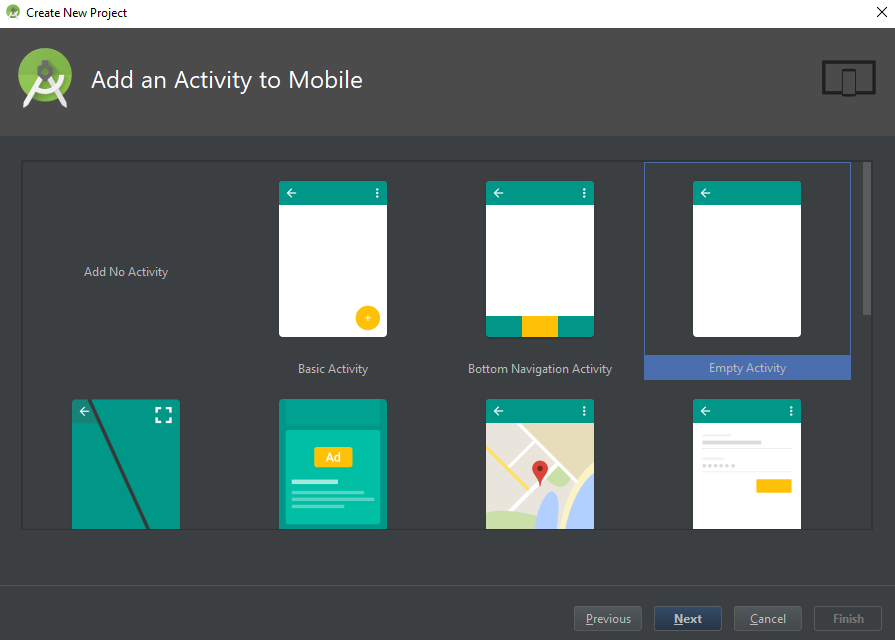 Create New Project
Add an Activity to Mobile
Add No Activity
Basic Activity
Bottom Navigation Activity
Empty Activity
Ad
Previous
Next
Cancel
Finish